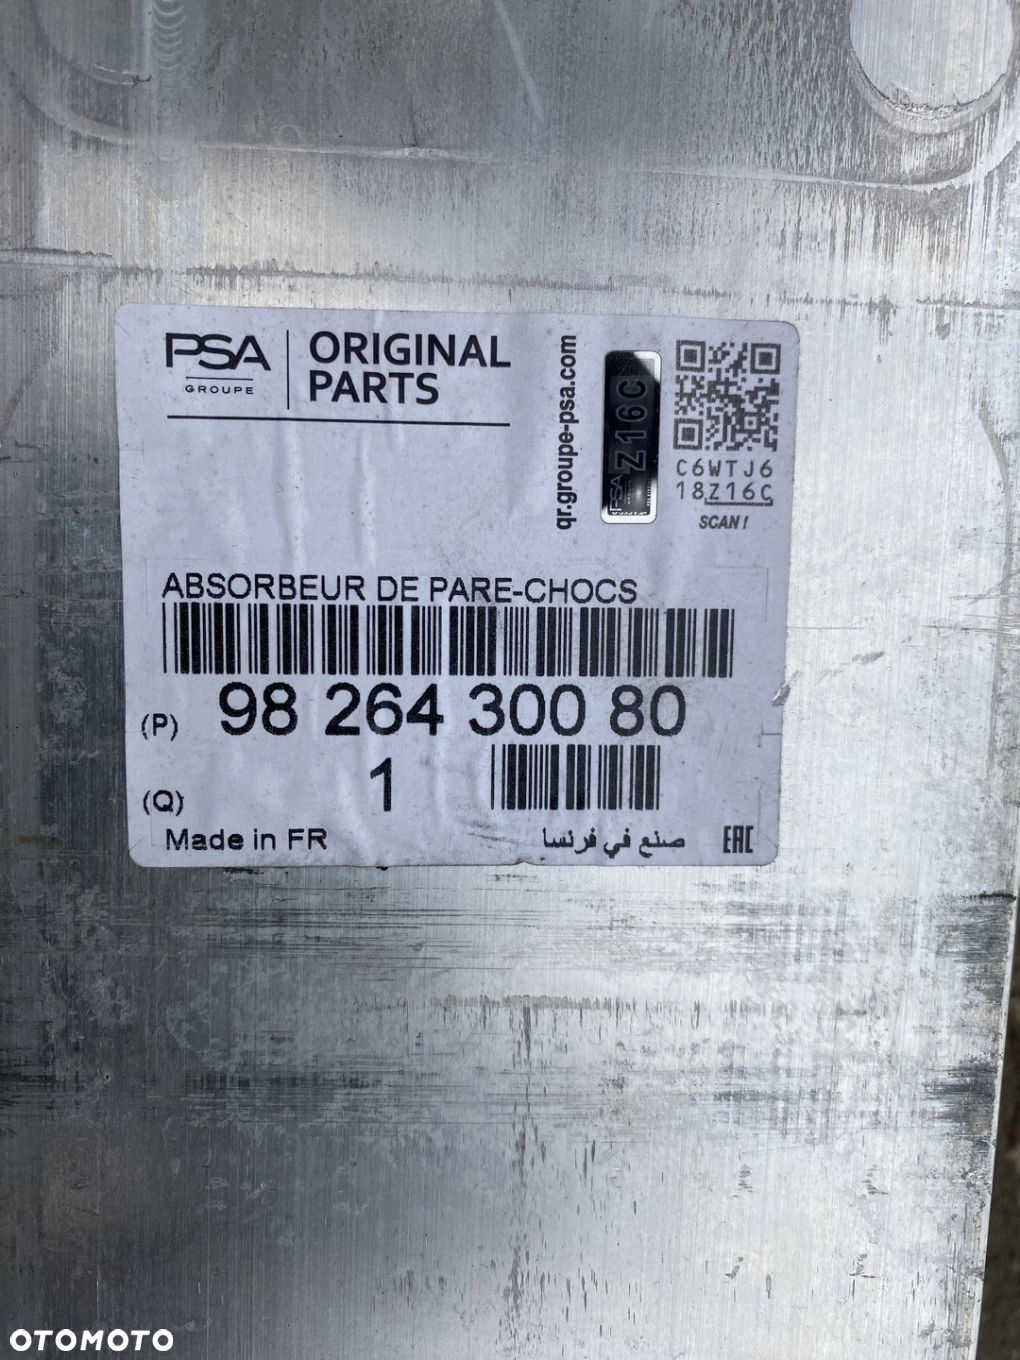 PSA
GROUPE
ORIGINAL
PARTS
qr.groupe-psa.com
Z16C
PSA
C6WTJ6
18Z16C
SCAN!
ABSORBEUR DE PARE-CHOCS
(P) 98 264 300 80
(Q) 1
Made in FR
صنع في فرنسا
EAC
OTOMOTO